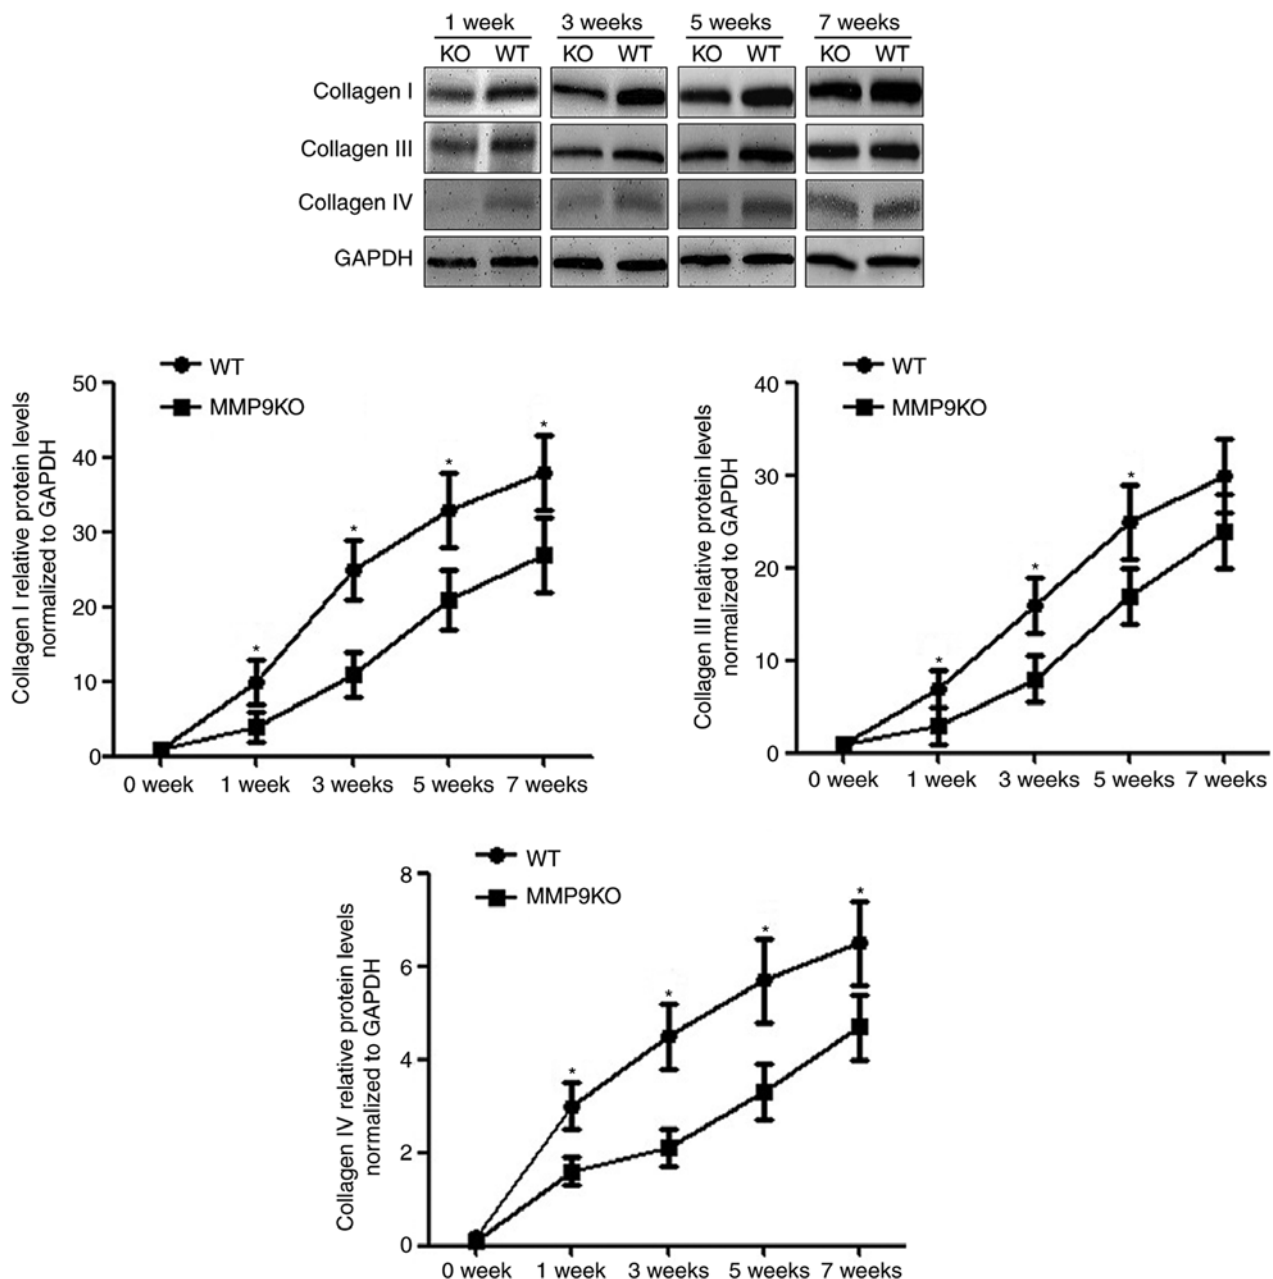 1 week 3 weeks 5 weeks 7 weeks
KO WT KO WT KO WT KO WT
Collagen I
Collagen III
Collagen IV
GAPDH
WT
MMP9KO
Collagen I relative protein levels
normalized to GAPDH
50
40
30
20
10
0
* * * *
0 week 1 week 3 weeks 5 weeks 7 weeks
WT
MMP9KO
Collagen III relative protein levels
normalized to GAPDH
40
30
20
10
0
* * *
0 week 1 week 3 weeks 5 weeks 7 weeks
WT
MMP9KO
Collagen IV relative protein levels
normalized to GAPDH
8
6
4
2
0
* * * *
0 week 1 week 3 weeks 5 weeks 7 weeks